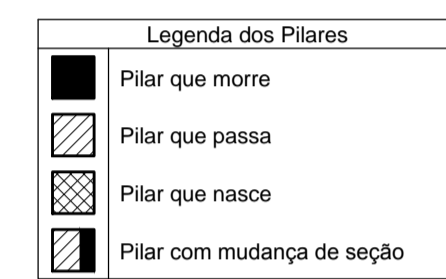 Legenda dos Pilares
Pilar que morre
Pilar que passa
Pilar que nasce
Pilar com mudança de seção